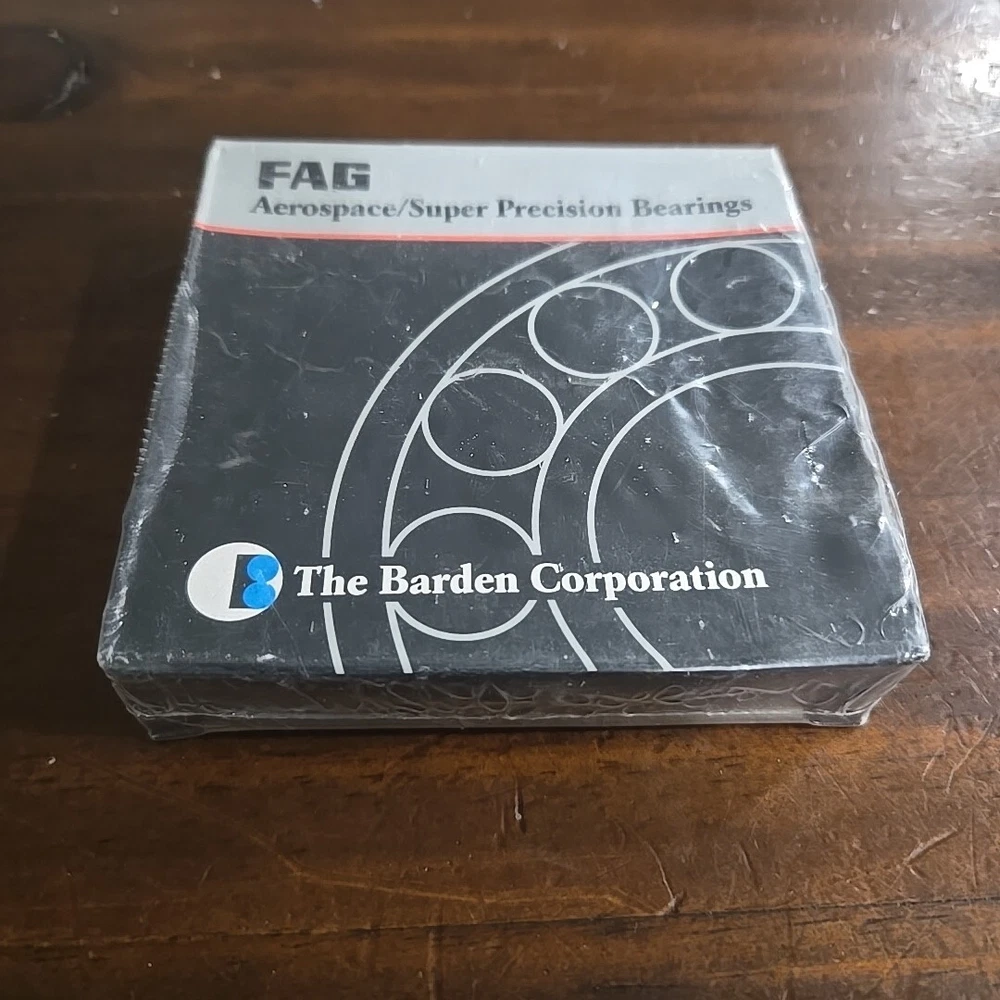 FAG
Aerospace/Super Precision Bearings
The Barden Corporation